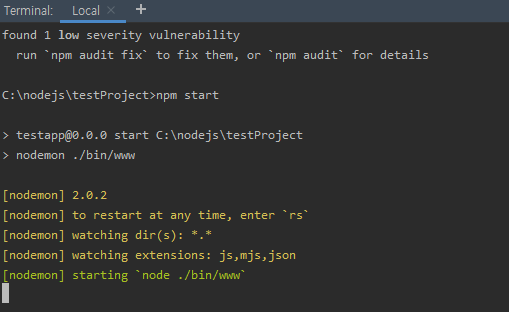 Terminal: Local × +
found 1 low severity vulnerability
run `npm audit fix` to fix them, or `npm audit` for details
C:\nodejs\testProject>npm start
> testapp@0.0.0 start C:\nodejs\testProject
> nodemon ./bin/www
[nodemon] 2.0.2
[nodemon] to restart at any time, enter `rs`
[nodemon] watching dir(s): *.*
[nodemon] watching extensions: js,mjs,json
[nodemon] starting `node ./bin/www`